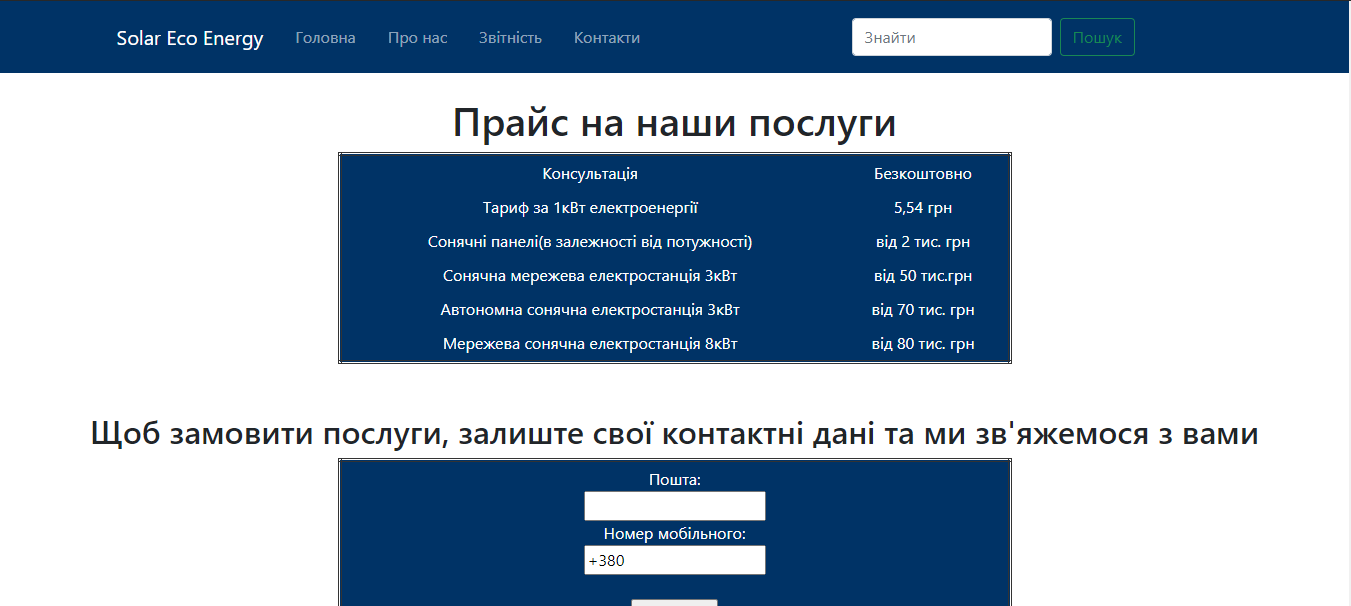 Solar Eco Energy Головна Про нас Звітність Контакти Знайти Пошук
Прайс на наши послуги
Консультація Безкоштовно
Тариф за 1кВт електроенергії 5,54 грн
Сонячні панелі(в залежності від потужності) від 2 тис. грн
Сонячна мережева електростанція 3кВт від 50 тис.грн
Автономна сонячна електростанція 3кВт від 70 тис. грн
Мережева сонячна електростанція 8кВт від 80 тис. грн
Щоб замовити послуги, залиште свої контактні дані та ми зв'яжемося з вами
Пошта:
Номер мобільного:
+380